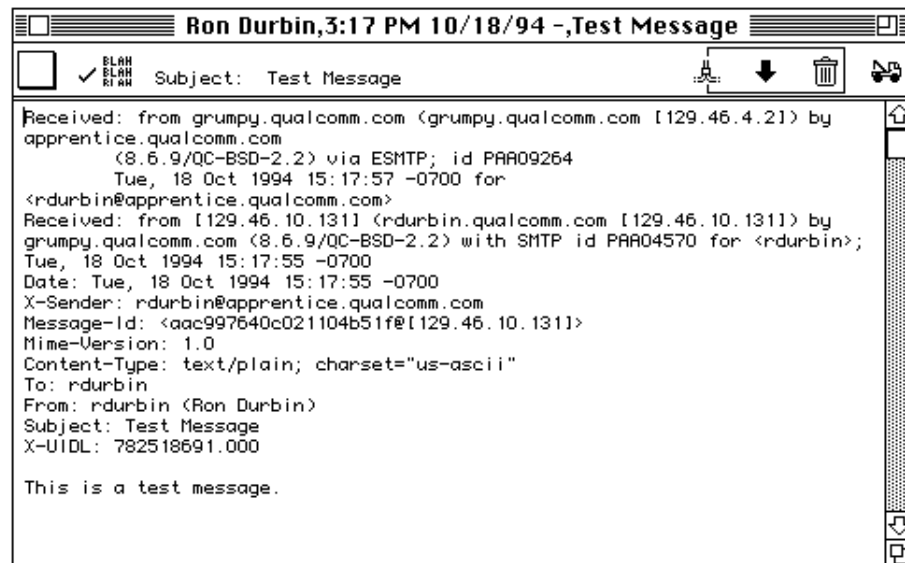 Ron Durbin,3:17 PM 10/18/94 -,Test Message
BLAH
BLAH
BLAH
Subject: Test Message
Received: from grumpy.qualcomm.com (grumpy.qualcomm.com [129.46.4.2]) by
apprentice.qualcomm.com
(8.6.9/QC-BSD-2.2) via ESMTP; id PAA09264
Tue, 18 Oct 1994 15:17:57 -0700 for
<rdurbin@apprentice.qualcomm.com>
Received: from [129.46.10.131] (rdurbin.qualcomm.com [129.46.10.131]) by
grumpy.qualcomm.com (8.6.9/QC-BSD-2.2) with SMTP id PAA04570 for <rdurbin>;
Tue, 18 Oct 1994 15:17:55 -0700
Date: Tue, 18 Oct 1994 15:17:55 -0700
X-Sender: rdurbin@apprentice.qualcomm.com
Message-Id: <aac997640c021104b51f@[129.46.10.131]>
Mime-Version: 1.0
Content-Type: text/plain; charset="us-ascii"
To: rdurbin
From: rdurbin (Ron Durbin)
Subject: Test Message
X-UIDL: 782518691.000
This is a test message.